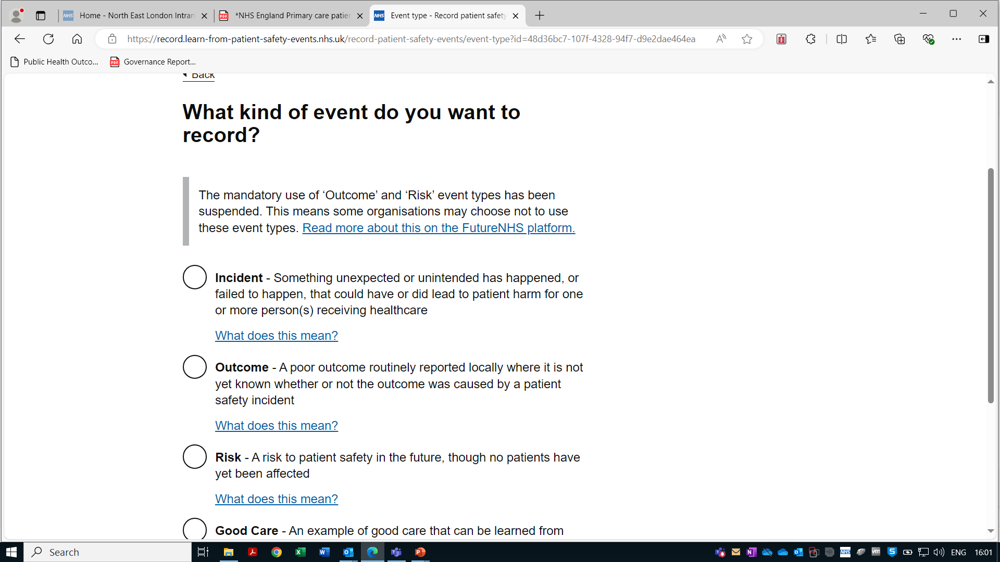 NHS Home - North East London Intran
PDF *NHS England Primary care patien
NHS Event type - Record patient safety
https://record.learn-from-patient-safety-events.nhs.uk/record-patient-safety-events/event-type?id=48d36bc7-107f-4328-94f7-d9e2dae464ea
Public Health Outco...
PDF Governance Report...
Back
What kind of event do you want to
record?
The mandatory use of ‘Outcome’ and ‘Risk’ event types has been
suspended. This means some organisations may choose not to use
these event types. Read more about this on the FutureNHS platform.
Incident - Something unexpected or unintended has happened, or
failed to happen, that could have or did lead to patient harm for one
or more person(s) receiving healthcare
What does this mean?
Outcome - A poor outcome routinely reported locally where it is not
yet known whether or not the outcome was caused by a patient
safety incident
What does this mean?
Risk - A risk to patient safety in the future, though no patients have
yet been affected
What does this mean?
Good Care - An example of good care that can be learned from
Search
ENG 16:01